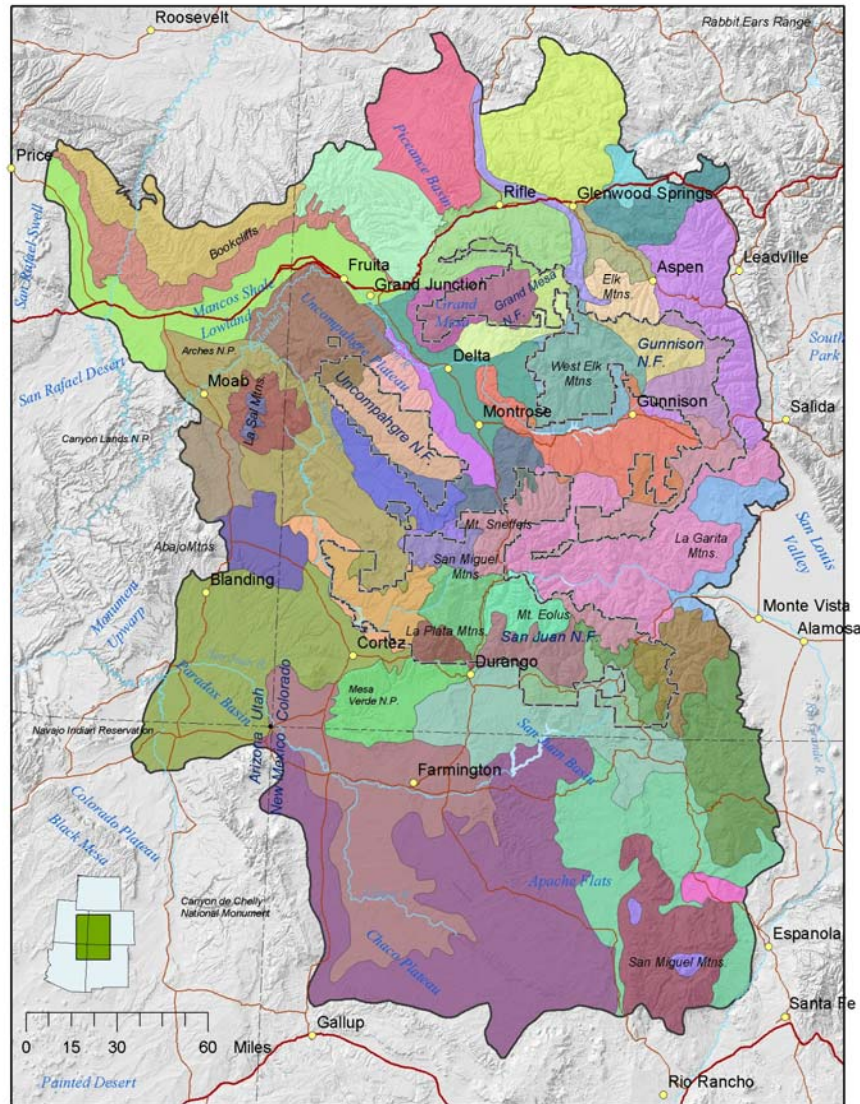 Roosevelt
Rabbit Ears Range
Price
Piceance Basin
Rifle
Glenwood Springs
San Rafael Swell
Bookcliffs
Leadville
Fruita
Aspen
Elk
Mtns.
Grand Junction
Mancos Shale
Lowland
Uncompahgre Plateau
Grand
Mesa
Grand Mesa
N.F.
South
Park
Arches N.P.
Gunnison
N.F.
San Rafael Desert
Delta
West Elk
Mtns
Moab
La Sal Mtns.
Uncompahgre N.F.
Gunnison
Salida
Montrose
Canyon Lands N.P.
Mt. Sneffels
San Louis
Valley
La Garita
Mtns.
Abajo Mtns.
San Miguel
Mtns
Blanding
Monument
Upwarp
Mt. Eolus
Monte Vista
San Juan N.F.
La Plata Mtns.
Alamosa
Cortez
Durango
Paradox Basin
Mesa
Verde N.P.
Utah
Colorado
Navajo Indian Reservation
Rio Grande R.
San Juan Basin
Arizona
New Mexico
Farmington
Colorado Plateau
Black Mesa
Apache Flats
Canyon de Chelly
National Monument
Chaco Plateau
Espanola
San Miguel Mtns.
Santa Fe
0 15 30 60
Miles
Gallup
Painted Desert
Rio Rancho